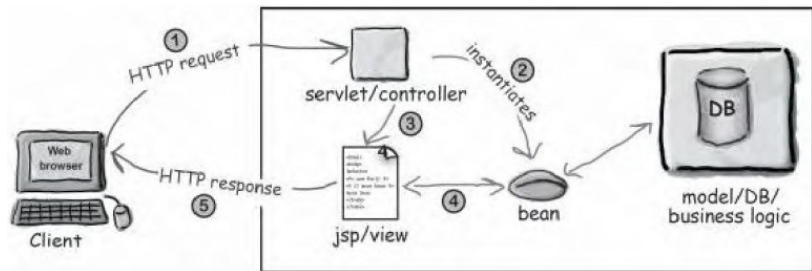 1
HTTP request
Web
browser
Client
HTTP response
5
servlet/controller
instantiates
2
3
4
jsp/view
bean
DB
model/DB/
business logic